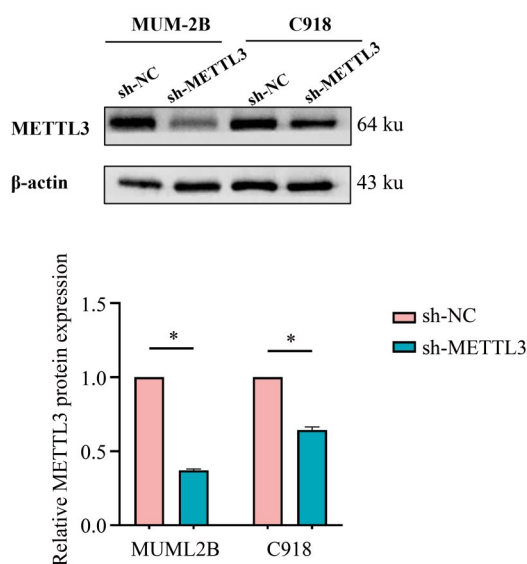 MUM-2B C918
sh-NC sh-METTL3 sh-NC sh-METTL3
METTL3 64 ku
β-actin 43 ku
Relative METTL3 protein expression
1.5
1.0
0.5
0.0
* *
MUML2B C918
sh-NC
sh-METTL3